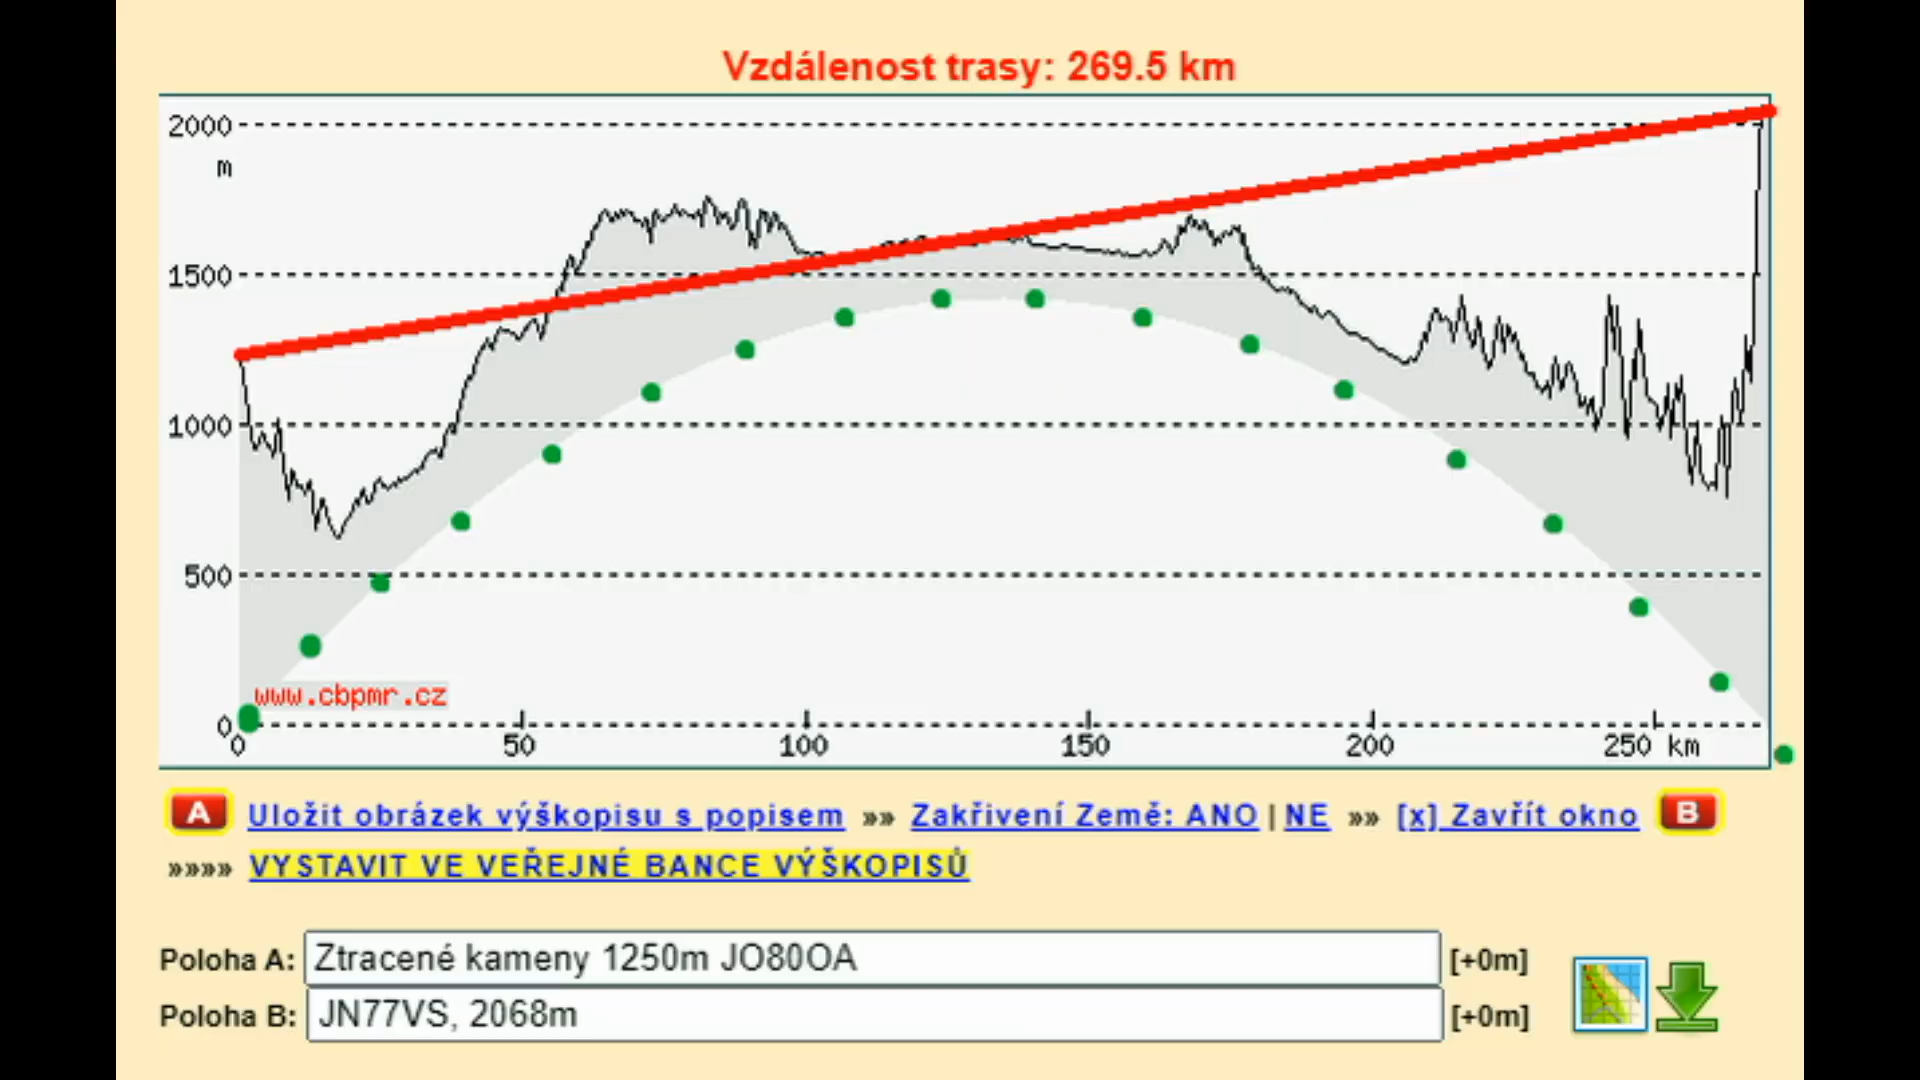 Vzdálenost trasy: 269.5 km
2000
m
1500
1000
500
www.cbpmr.cz
0
0 50 100 150 200 250 km
A Uložit obrázek výškopisu s popisem »» Zakřivení Země: ANO | NE »» [x] Zavřít okno B
»»»» VYSTAVIT VE VEŘEJNÉ BANCE VÝŠKOPISŮ
Poloha A: Ztracené kameny 1250m JO80OA [+0m]
Poloha B: JN77VS, 2068m [+0m]